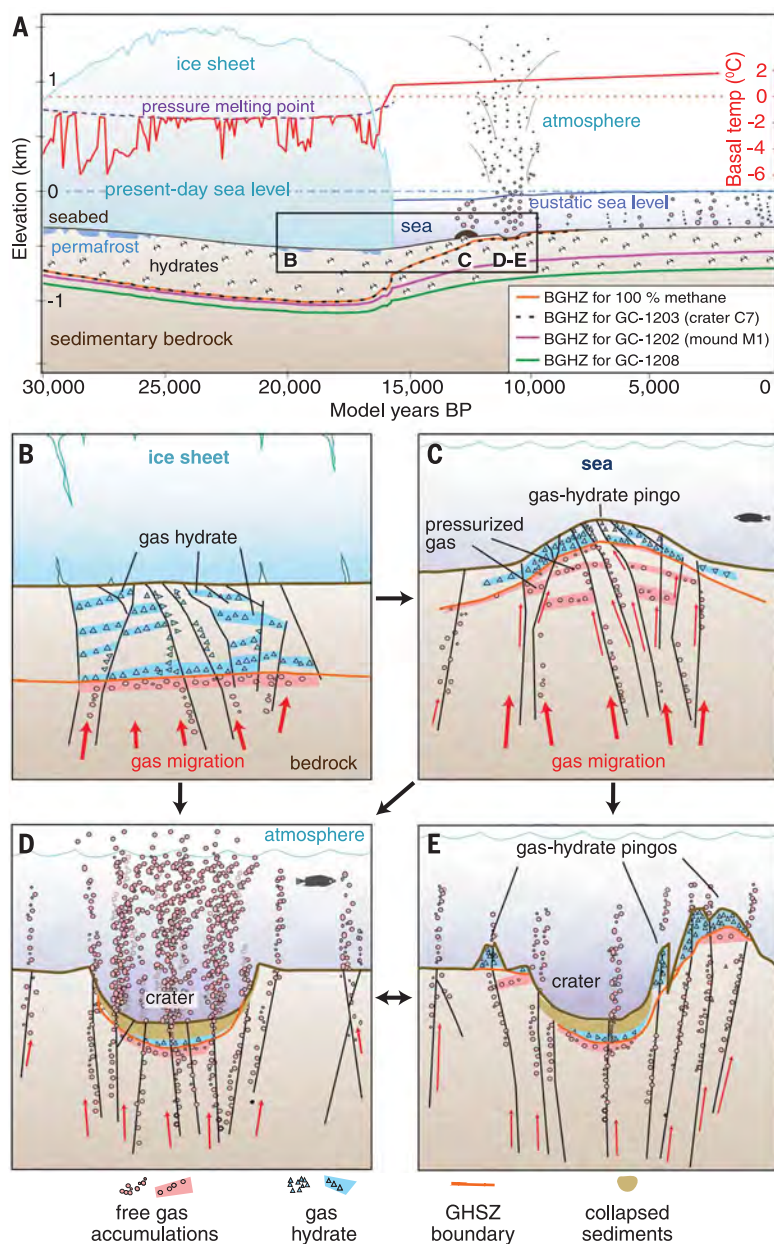 A
ice sheet
pressure melting point
atmosphere
present-day sea level
eustatic sea level
seabed
sea
permafrost
hydrates
B
C
D-E
sedimentary bedrock
Elevation (km)
1
0
-1
Basal temp (⁰C)
2
0
-2
-4
-6
BGHZ for 100 % methane
BGHZ for GC-1203 (crater C7)
BGHZ for GC-1202 (mound M1)
BGHZ for GC-1208
30,000
25,000
20,000
15,000
10,000
5,000
0
Model years BP
B
ice sheet
gas hydrate
gas migration
bedrock
C
sea
gas-hydrate pingo
pressurized
gas
gas migration
D
atmosphere
crater
E
gas-hydrate pingos
crater
free gas
accumulations
gas
hydrate
GHSZ
boundary
collapsed
sediments